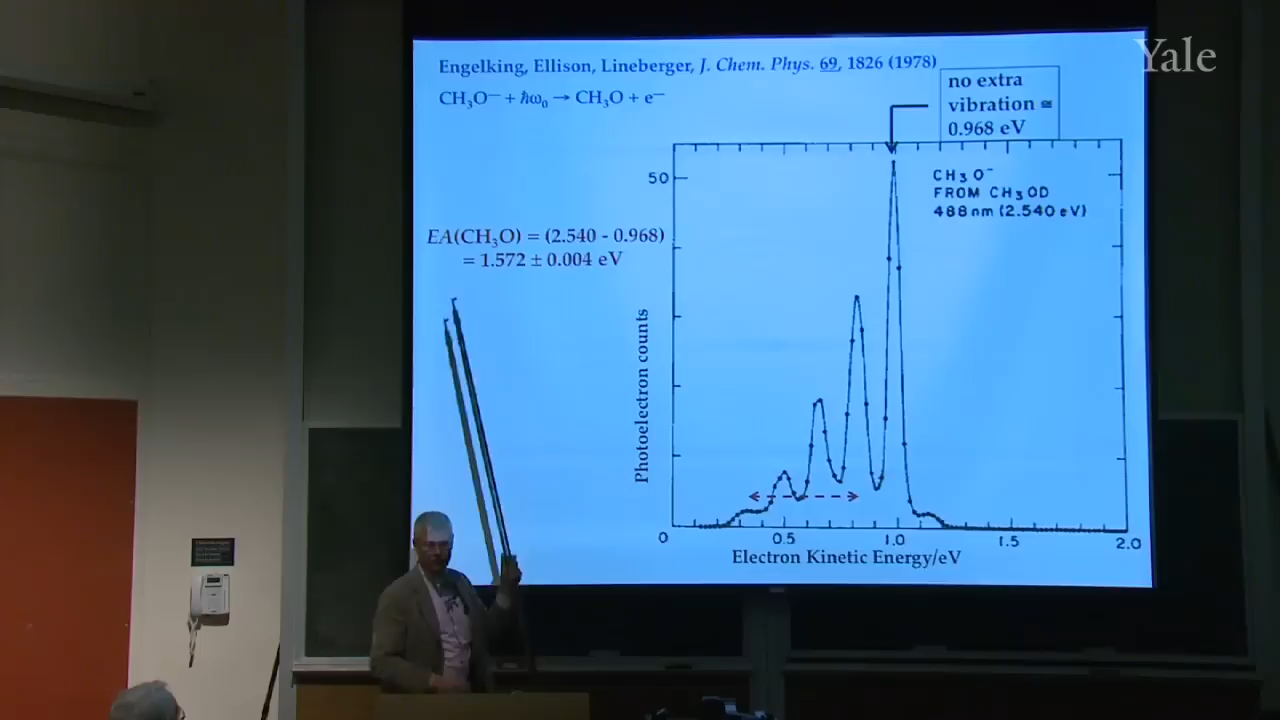 Yale
Engelking, Ellison, Lineberger, J. Chem. Phys. 69, 1826 (1978)
CH₃O⁻ + ħω₀ → CH₃O + e⁻
no extra
vibration ≅
0.968 eV
CH₃O⁻
FROM CH₃OD
488nm (2.540 eV)
50
EA(CH₃O) = (2.540 - 0.968)
= 1.572 ± 0.004 eV
Photoelectron counts
0 0.5 1.0 1.5 2.0
Electron Kinetic Energy/eV